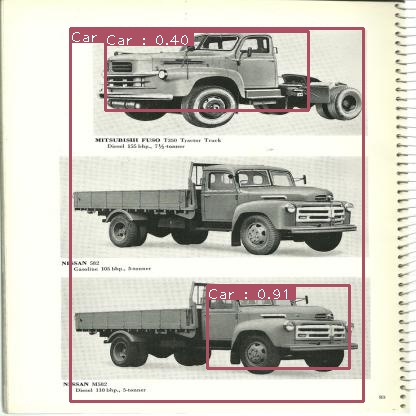 Car Car : 0.40
MITSUBISHI FUSO T350 Tractor Truck
Diesel 155 bhp., 7½-tonner
NISSAN 582
Gasoline 105 bhp., 5-tonner
Car : 0.91
NISSAN M582
Diesel 110 bhp., 5-tonner